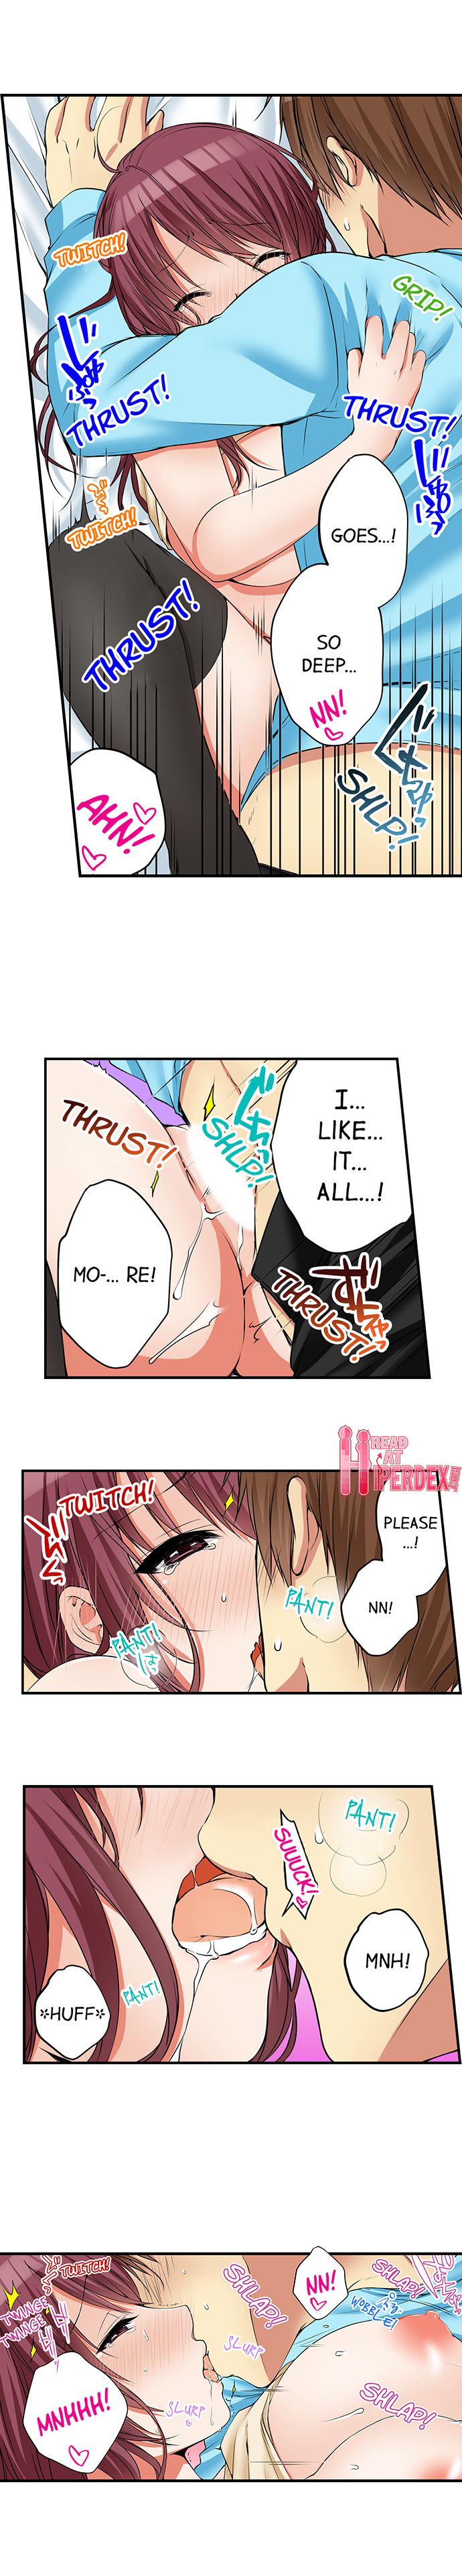 TWITCH!
GRIP!
THRUST!
THRUST!
TWITCH!
GOES...!
SO
DEEP...
NN!
THRUST!
SHLP!
AHN!
THRUST!
SHLP!
I...
LIKE...
IT...
ALL...!
MO-... RE!
THRUST!
READ
AT
HIPERDEX
TWITCH!
PLEASE
...!
NN!
PANT!
PANT!
PANT!
SUUUCK!
MNH!
PANT!
*HUFF*
TWITCH!
NN!
SHLAP!
SHLAP!
WOBBLE!
TWINGE
TWINGE
SLURP
MNHHH!
SLURP
SHLAP!